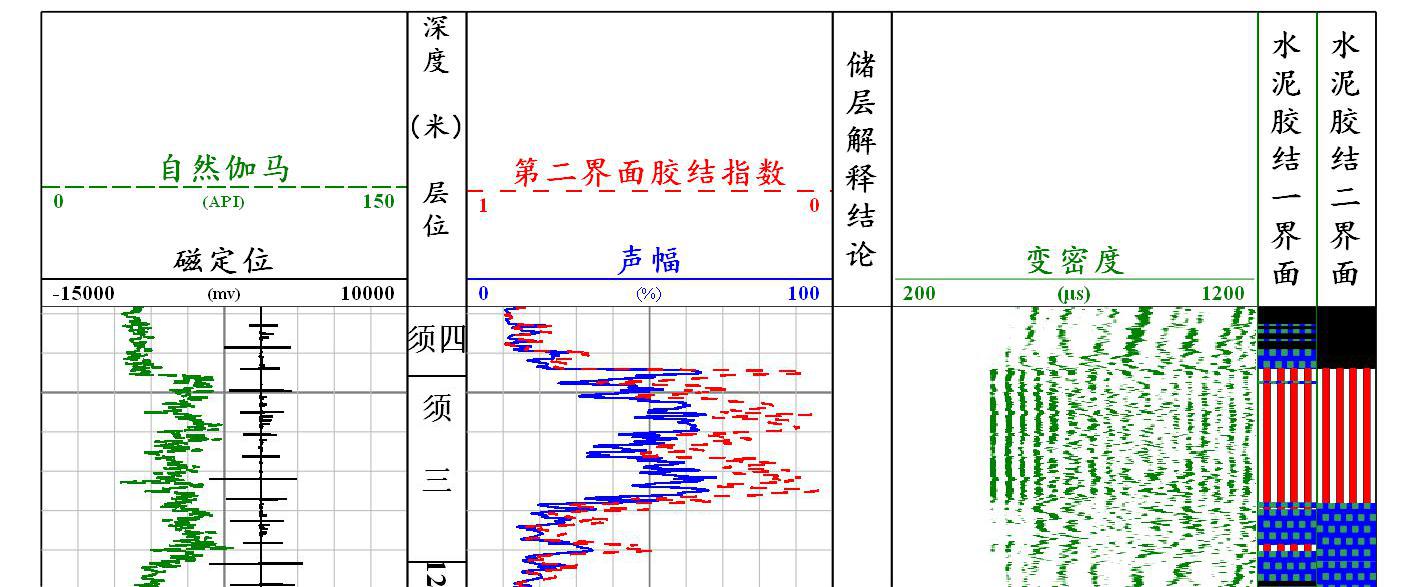 自然伽马
0 (API) 150
磁定位
-15000 (mv) 10000
深度
(米)
层位
第二界面胶结指数
1 0
声幅
0 (%) 100
储层解释结论
变密度
200 (μs) 1200
水泥胶结一界面
水泥胶结二界面
须四
须三
12